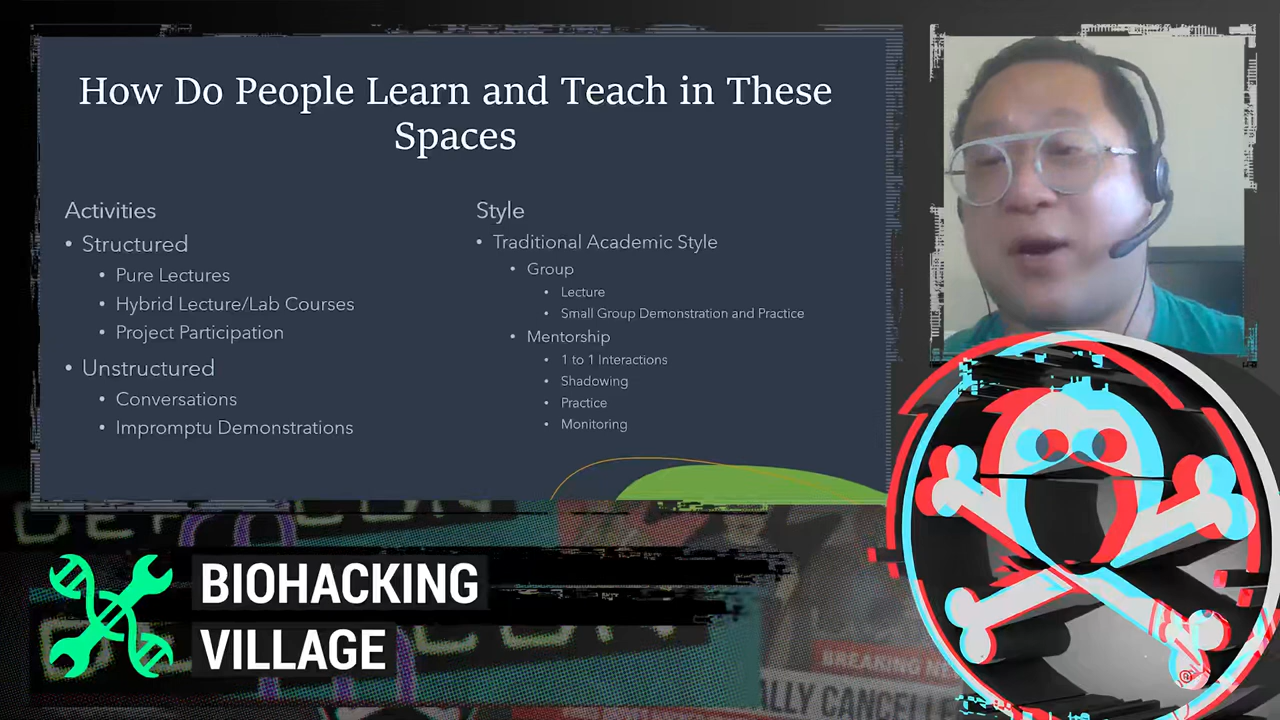 How Do People Learn and Teach in These
Spaces
Activities
• Structured
• Pure Lectures
• Hybrid Lecture/Lab Courses
• Project Participation
• Unstructured
• Conversations
• Impromptu Demonstrations
Style
• Traditional Academic Style
• Group
• Lecture
• Small Group Demonstration and Practice
• Mentorship
• 1 to 1 Interactions
• Shadowing
• Practice
• Monitoring
BIOHACKING
VILLAGE
BREAKING NE
ALLY CANCELLE
®